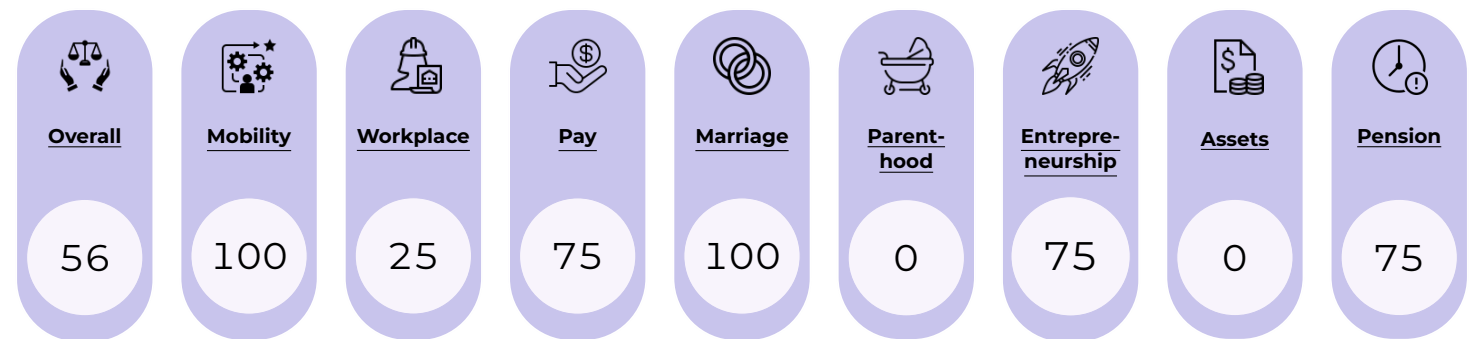 Overall
56
Mobility
100
Workplace
25
Pay
75
Marriage
100
Parent-
hood
0
Entrepre-
neurship
75
Assets
0
Pension
75